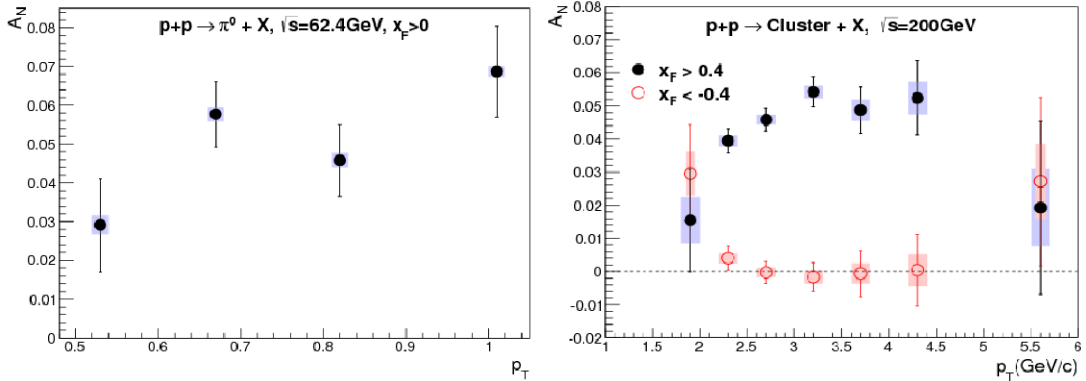 A_N
p+p → π⁰ + X, √s=62.4GeV, x_F>0
0.08
0.07
0.06
0.05
0.04
0.03
0.02
0.01
0
0.5 0.6 0.7 0.8 0.9 1
p_T
A_N
p+p → Cluster + X, √s=200GeV
x_F > 0.4
x_F < -0.4
0.08
0.07
0.06
0.05
0.04
0.03
0.02
0.01
0
-0.01
-0.02
1 1.5 2 2.5 3 3.5 4 4.5 5 5.5 6
p_T(GeV/c)